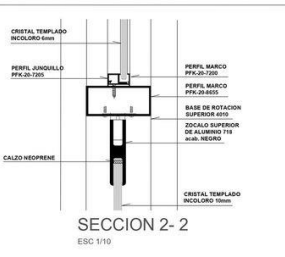 CRISTAL TEMPLADO
INCOLORO 6mm
PERFIL JUNQUILLO
PFK-20-7205
PERFIL MARCO
PFK-20-7200
PERFIL MARCO
PFK-20-8655
BASE DE ROTACION
SUPERIOR 4010
ZOCALO SUPERIOR
DE ALUMINIO 718
acab. NEGRO
CALZO NEOPRENE
CRISTAL TEMPLADO
INCOLORO 10mm
SECCION 2- 2
ESC 1/10